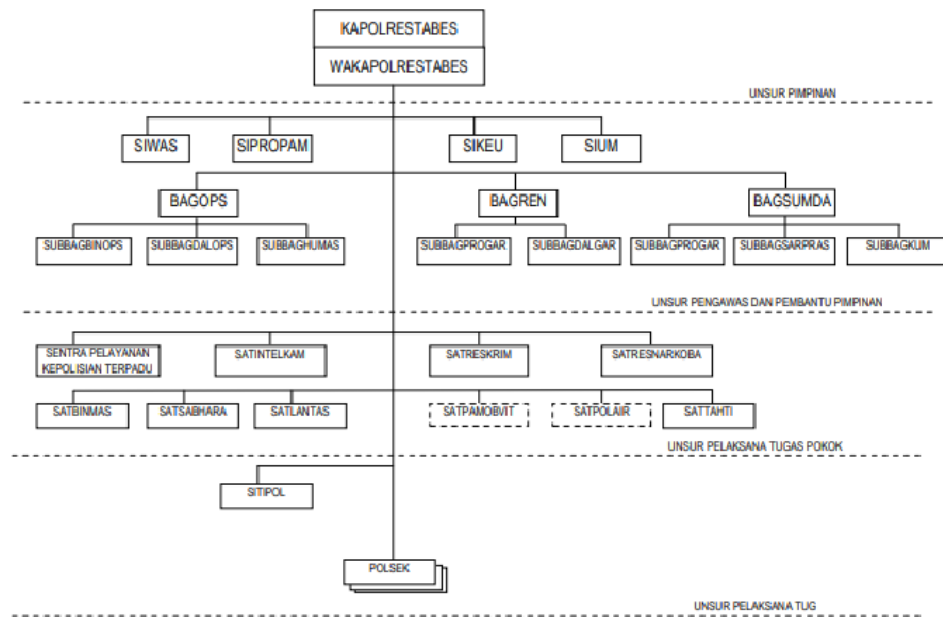 KAPOLRESTABES
WAKAPOLRESTABES
UNSUR PIMPINAN
SIWAS
SIPROPAM
SIKEU
SIUM
BAGOPS
BAGREN
BAGSUMDA
SUBBAGBINOPS
SUBBAGDALOPS
SUBBAGHUMAS
SUBBAGPROGAR
SUBBAGDALGAR
SUBBAGPROGAR
SUBBAGSARPRAS
SUBBAGKUM
UNSUR PENGAWAS DAN PEMBANTU PIMPINAN
SENTRA PELAYANAN
KEPOLISIAN TERPADU
SATINTELKAM
SATRESKRIM
SATRESNARKOBA
SATBINMAS
SATSABHARA
SATLANTAS
SATPAMOBVIT
SATPOLAIR
SATTAHTI
UNSUR PELAKSANA TUGAS POKOK
SITIPOL
POLSEK
UNSUR PELAKSANA TUG